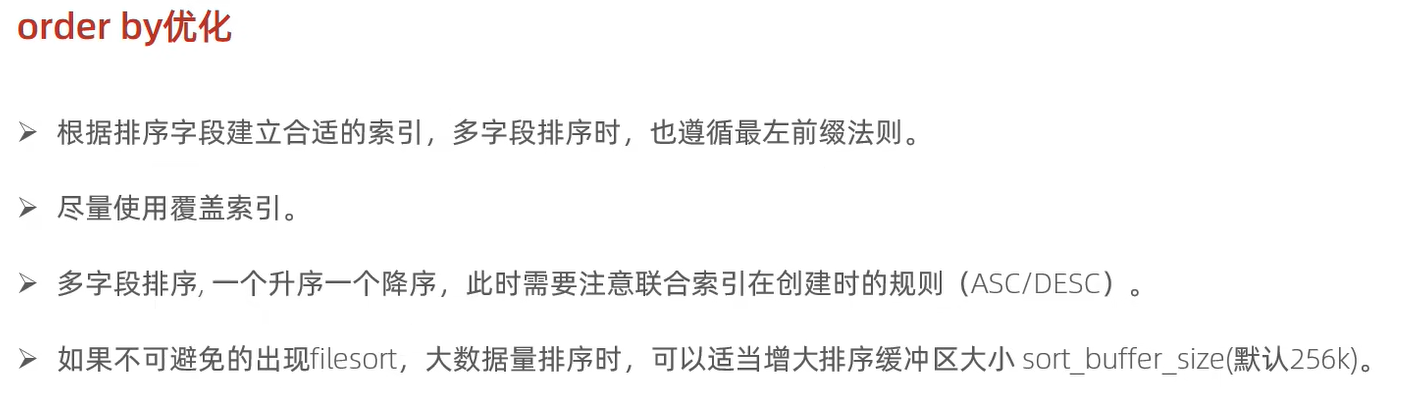 order by优化
➢ 根据排序字段建立合适的索引，多字段排序时，也遵循最左前缀法则。
➢ 尽量使用覆盖索引。
➢ 多字段排序, 一个升序一个降序，此时需要注意联合索引在创建时的规则（ASC/DESC）。
➢ 如果不可避免的出现filesort，大数据量排序时，可以适当增大排序缓冲区大小 sort_buffer_size(默认256k)。